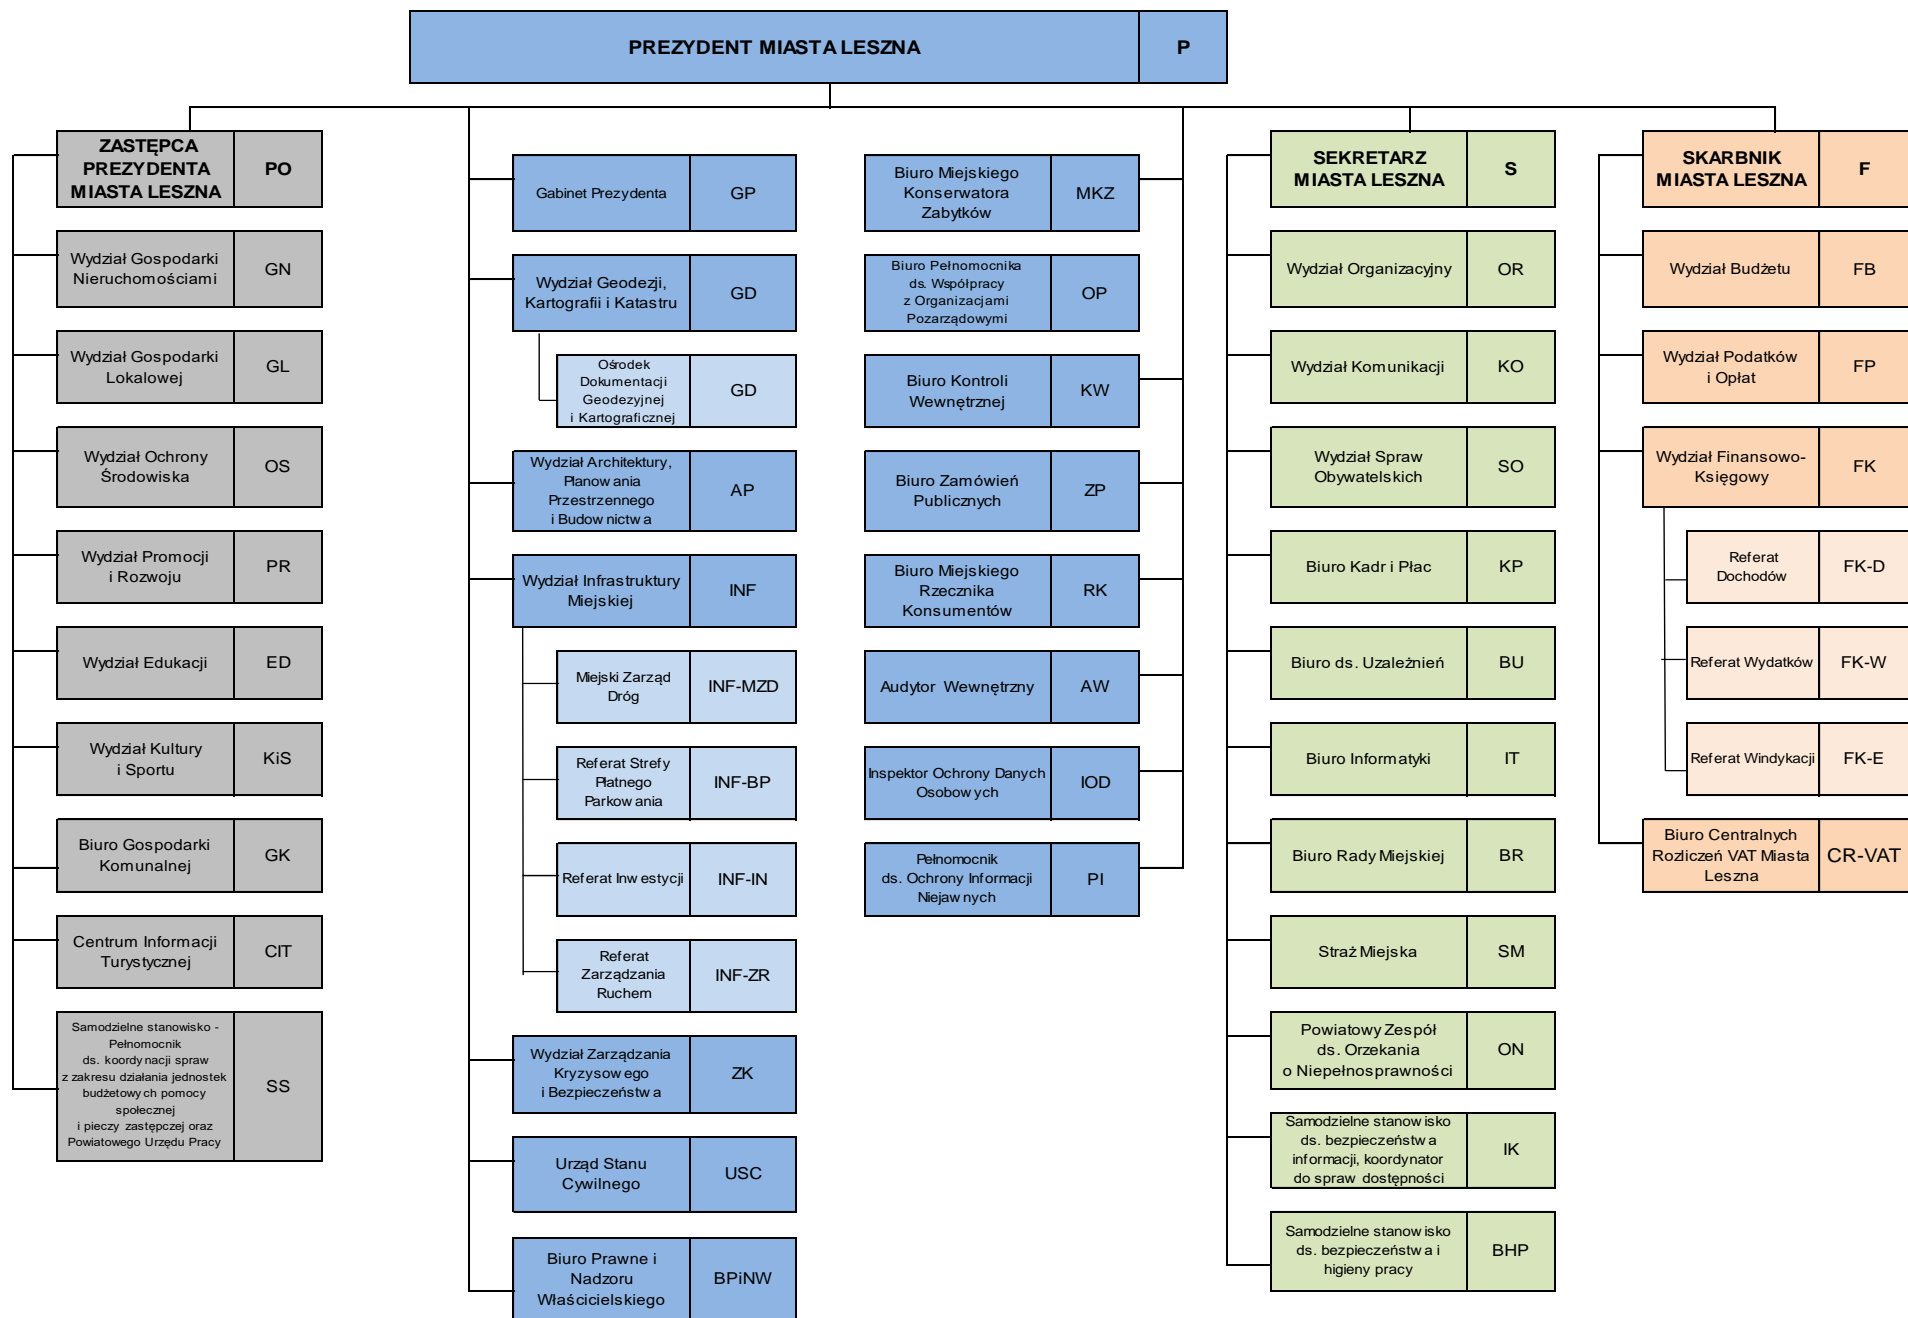 PREZYDENT MIASTA LESZNA P
ZASTĘPCA
PREZYDENTA
MIASTA LESZNA
PO
Wydział Gospodarki
Nieruchomościami
GN
Wydział Gospodarki
Lokalowej
GL
Wydział Ochrony
Środowiska
OS
Wydział Promocji
i Rozwoju
PR
Wydział Edukacji
ED
Wydział Kultury
i Sportu
KiS
Biuro Gospodarki
Komunalnej
GK
Centrum Informacji
Turystycznej
CIT
Samodzielne stanowisko -
Pełnomocnik
ds. koordynacji spraw
z zakresu działania jednostek
budżetowych pomocy
społecznej
i pieczy zastępczej oraz
Powiatowego Urzędu Pracy
SS
Gabinet Prezydenta
GP
Wydział Geodezji,
Kartografii i Katastru
GD
Ośrodek
Dokumentacji
Geodezyjnej
i Kartograficznej
GD
Wydział Architektury,
Planowania
Przestrzennego
i Budownictwa
AP
Wydział Infrastruktury
Miejskiej
INF
Miejski Zarząd
Dróg
INF-MZD
Referat Strefy
Płatnego
Parkowania
INF-BP
Referat Inwestycji
INF-IN
Referat
Zarządzania
Ruchem
INF-ZR
Wydział Zarządzania
Kryzysowego
i Bezpieczeństwa
ZK
Urząd Stanu
Cywilnego
USC
Biuro Prawne i
Nadzoru
Właścicielskiego
BPiNW
Biuro Miejskiego
Konserwatora
Zabytków
MKZ
Biuro Pełnomocnika
ds. Współpracy
z Organizacjami
Pozarządowymi
OP
Biuro Kontroli
Wewnętrznej
KW
Biuro Zamówień
Publicznych
ZP
Biuro Miejskiego
Rzecznika
Konsumentów
RK
Audytor Wewnętrzny
AW
Inspektor Ochrony Danych
Osobowych
IOD
Pełnomocnik
ds. Ochrony Informacji
Niejawnych
PI
SEKRETARZ
MIASTA LESZNA
S
Wydział Organizacyjny
OR
Wydział Komunikacji
KO
Wydział Spraw
Obywatelskich
SO
Biuro Kadr i Płac
KP
Biuro ds. Uzależnień
BU
Biuro Informatyki
IT
Biuro Rady Miejskiej
BR
Straż Miejska
SM
Powiatowy Zespół
ds. Orzekania
o Niepełnosprawności
ON
Samodzielne stanowisko
ds. bezpieczeństwa
informacji, koordynator
do spraw dostępności
IK
Samodzielne stanowisko
ds. bezpieczeństwa i
higieny pracy
BHP
SKARBNIK
MIASTA LESZNA
F
Wydział Budżetu
FB
Wydział Podatków
i Opłat
FP
Wydział Finansowo-
Księgowy
FK
Referat
Dochodów
FK-D
Referat Wydatków
FK-W
Referat Windykacji
FK-E
Biuro Centralnych
Rozliczeń VAT Miasta
Leszna
CR-VAT